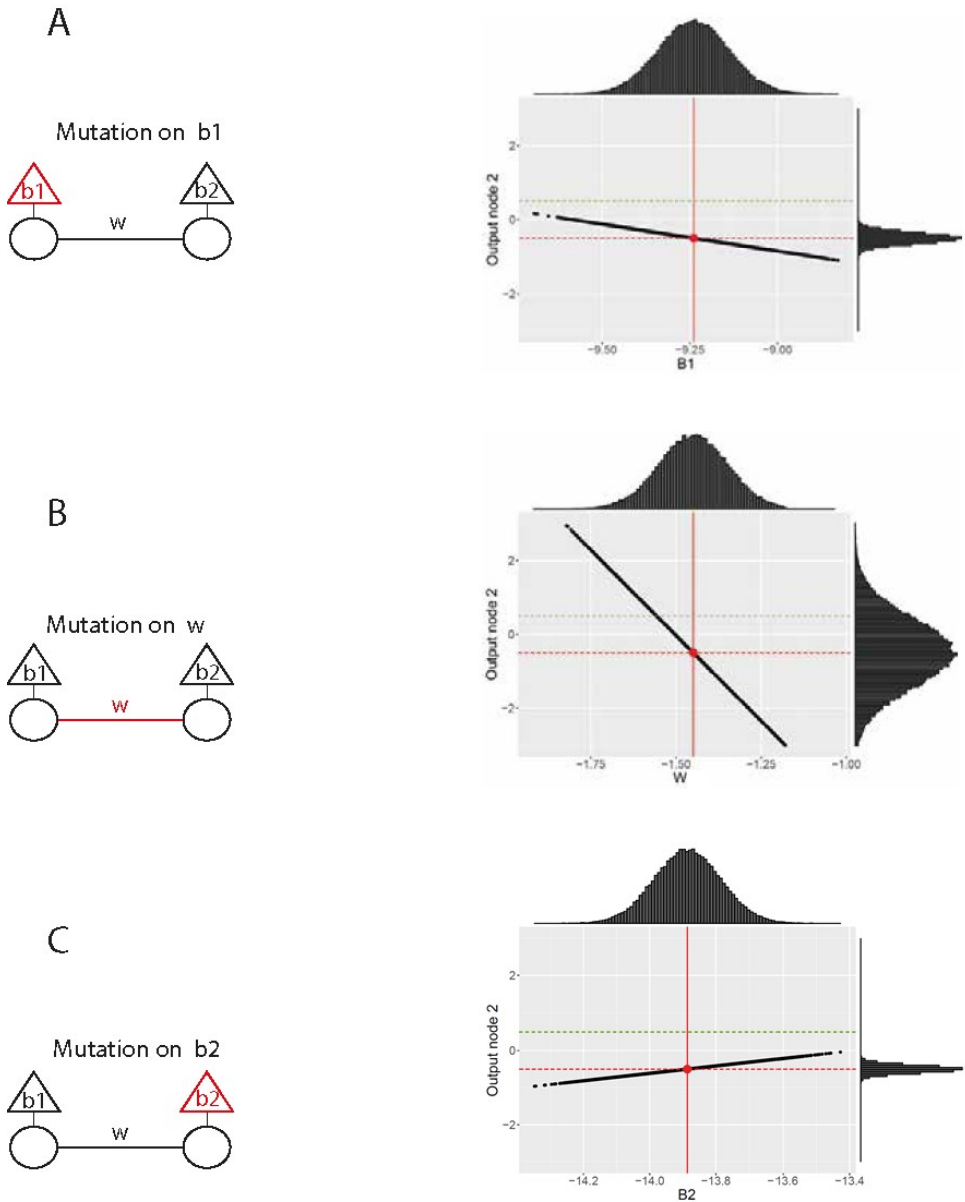 A
Mutation on b1
b1
b2
w
Output node 2
2
0
−2
−9.50
−9.25
−9.00
B1
B
Mutation on w
b1
b2
w
Output node 2
2
0
−2
−1.75
−1.50
−1.25
−1.00
W
C
Mutation on b2
b1
b2
w
Output node 2
2
0
−2
−14.2
−14.0
−13.8
−13.6
−13.4
B2